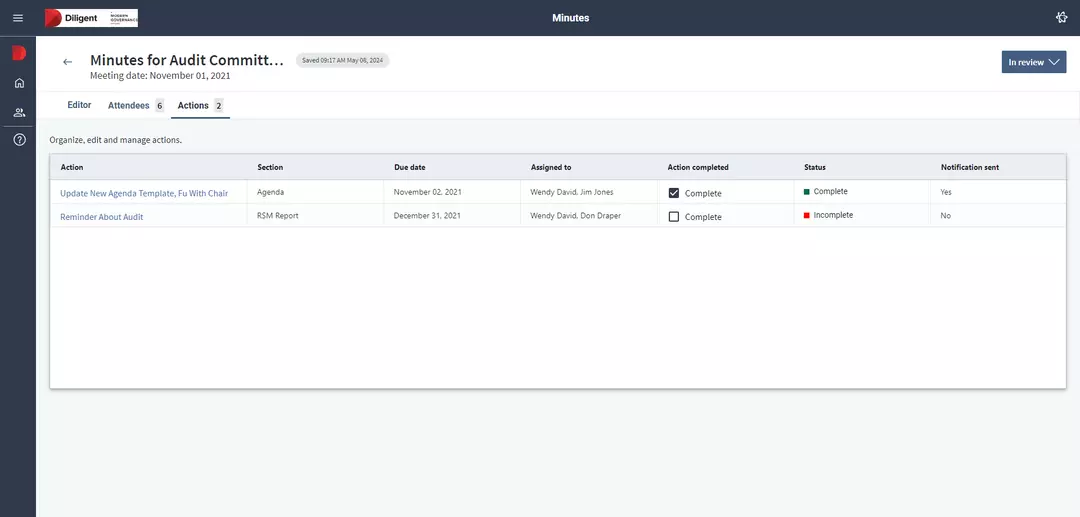 Diligent
MODERN
GOVERNANCE
Minutes
Minutes for Audit Committ...
Saved 09:17 AM May 06, 2024
In review
Meeting date: November 01, 2021
Editor
Attendees 6
Actions 2
Organize, edit and manage actions.
Action Section Due date Assigned to Action completed Status Notification sent
Update New Agenda Template, Fu With Chair Agenda November 02, 2021 Wendy David, Jim Jones Complete Complete Yes
Reminder About Audit RSM Report December 31, 2021 Wendy David, Don Draper Complete Incomplete No